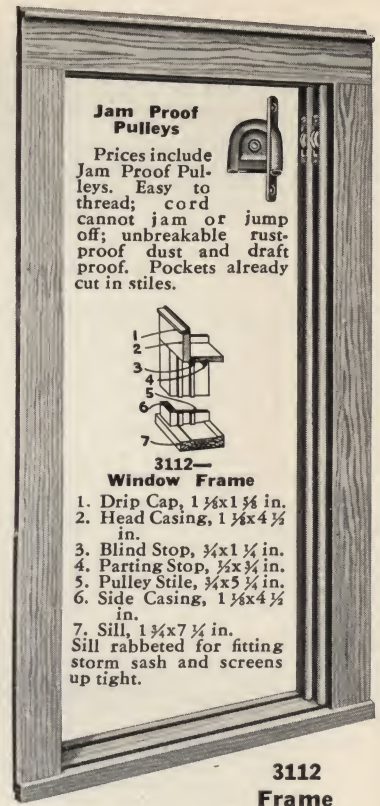 Jam Proof
Pulleys
Prices include
Jam Proof Pul-
leys. Easy to
thread; cord
cannot jam or jump
off; unbreakable rust-
proof dust and draft
proof. Pockets already
cut in stiles.
1
2
3
4
5
6
7
3112—
Window Frame
1. Drip Cap, 1 ⅛x1 ⅝ in.
2. Head Casing, 1 ⅛x4 ½
in.
3. Blind Stop, ¾x1 ¼ in.
4. Parting Stop, ½x¾ in.
5. Pulley Stile, ¾x5 ¼ in.
6. Side Casing, 1 ⅛x4 ½
in.
7. Sill, 1 ¾x7 ¼ in.
Sill rabbeted for fitting
storm sash and screens
up tight.
3112
Frame